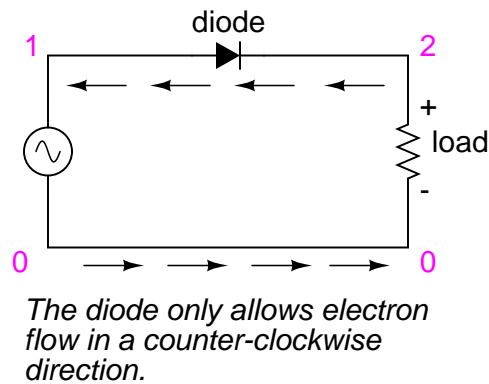 diode
1
2
+
load
-
0
0
The diode only allows electron
flow in a counter-clockwise
direction.